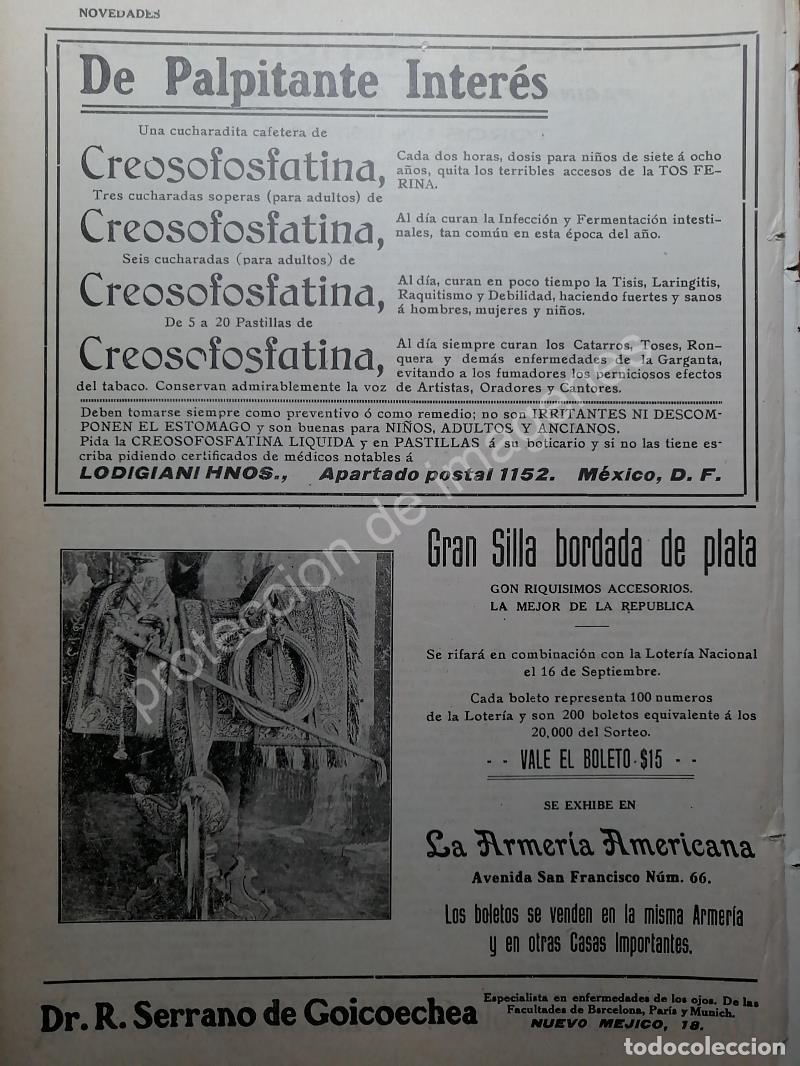 NOVEDADES
De Palpitante Interés
Una cucharadita cafetera de
Creosofosfatina,
Cada dos horas, dosis para niños de siete á ocho
años, quita los terribles accesos de la TOS FE-
RINA.
Tres cucharadas soperas (para adultos) de
Creosofosfatina,
Al día curan la Infección y Fermentación intesti-
nales, tan común en esta época del año.
Seis cucharadas (para adultos) de
Creosofosfatina,
Al día, curan en poco tiempo la Tisis, Laringitis,
Raquitismo y Debilidad, haciendo fuertes y sanos
á hombres, mujeres y niños.
De 5 a 20 Pastillas de
Creosofosfatina,
Al día siempre curan los Catarros, Toses, Ron-
quera y demás enfermedades de la Garganta,
evitando a los fumadores los perniciosos efectos
del tabaco. Conservan admirablemente la voz de Artistas, Oradores y Cantores.
Deben tomarse siempre como preventivo ó como remedio; no son IRRITANTES NI DESCOM-
PONEN EL ESTOMAGO y son buenas para NIÑOS, ADULTOS Y ANCIANOS.
Pida la CREOSOFOSFATINA LIQUIDA y en PASTILLAS á su boticario y si no las tiene es-
criba pidiendo certificados de médicos notables á
LODIGIANI HNOS., Apartado postal 1152. México, D. F.
Gran Silla bordada de plata
GON RIQUISIMOS ACCESORIOS.
LA MEJOR DE LA REPUBLICA
Se rifará en combinación con la Lotería Nacional
el 16 de Septiembre.
Cada boleto representa 100 numeros
de la Lotería y son 200 boletos equivalente á los
20,000 del Sorteo.
- - VALE EL BOLETO $15 - -
SE EXHIBE EN
La Armería Americana
Avenida San Francisco Núm. 66.
Los boletos se venden en la misma Armería
y en otras Casas Importantes.
Dr. R. Serrano de Goicoechea
Especialista en enfermedades de los ojos. De las
Facultades de Barcelona, París y Munich.
NUEVO MEJICO, 18.
proteccion de imagenes
todocoleccion